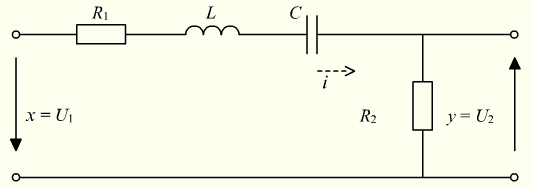 R1
L
C
i
x = U1
R2
y = U2